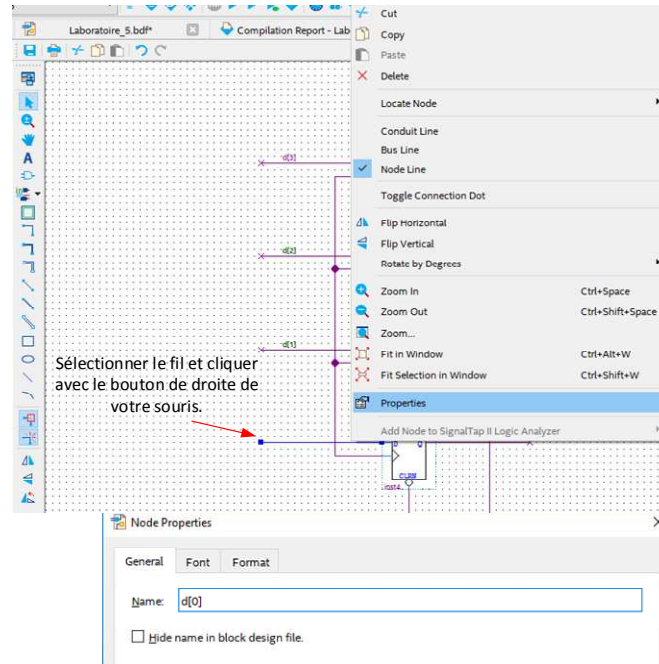 Laboratoire_5.bdf*
Compilation Report - Lab
Cut
Copy
Paste
Delete
Locate Node
Conduit Line
Bus Line
Node Line
Toggle Connection Dot
Flip Horizontal
Flip Vertical
Rotate by Degrees
Zoom In Ctrl+Space
Zoom Out Ctrl+Shift+Space
Zoom...
Fit in Window Ctrl+Alt+W
Fit Selection in Window Ctrl+Shift+W
Properties
Add Node to SignalTap II Logic Analyzer
A
d[3]
d[2]
d[1]
Sélectionner le fil et cliquer
avec le bouton de droite de
votre souris.
D Q
CLRN
Node Properties
General Font Format
Name: d[0]
Hide name in block design file.